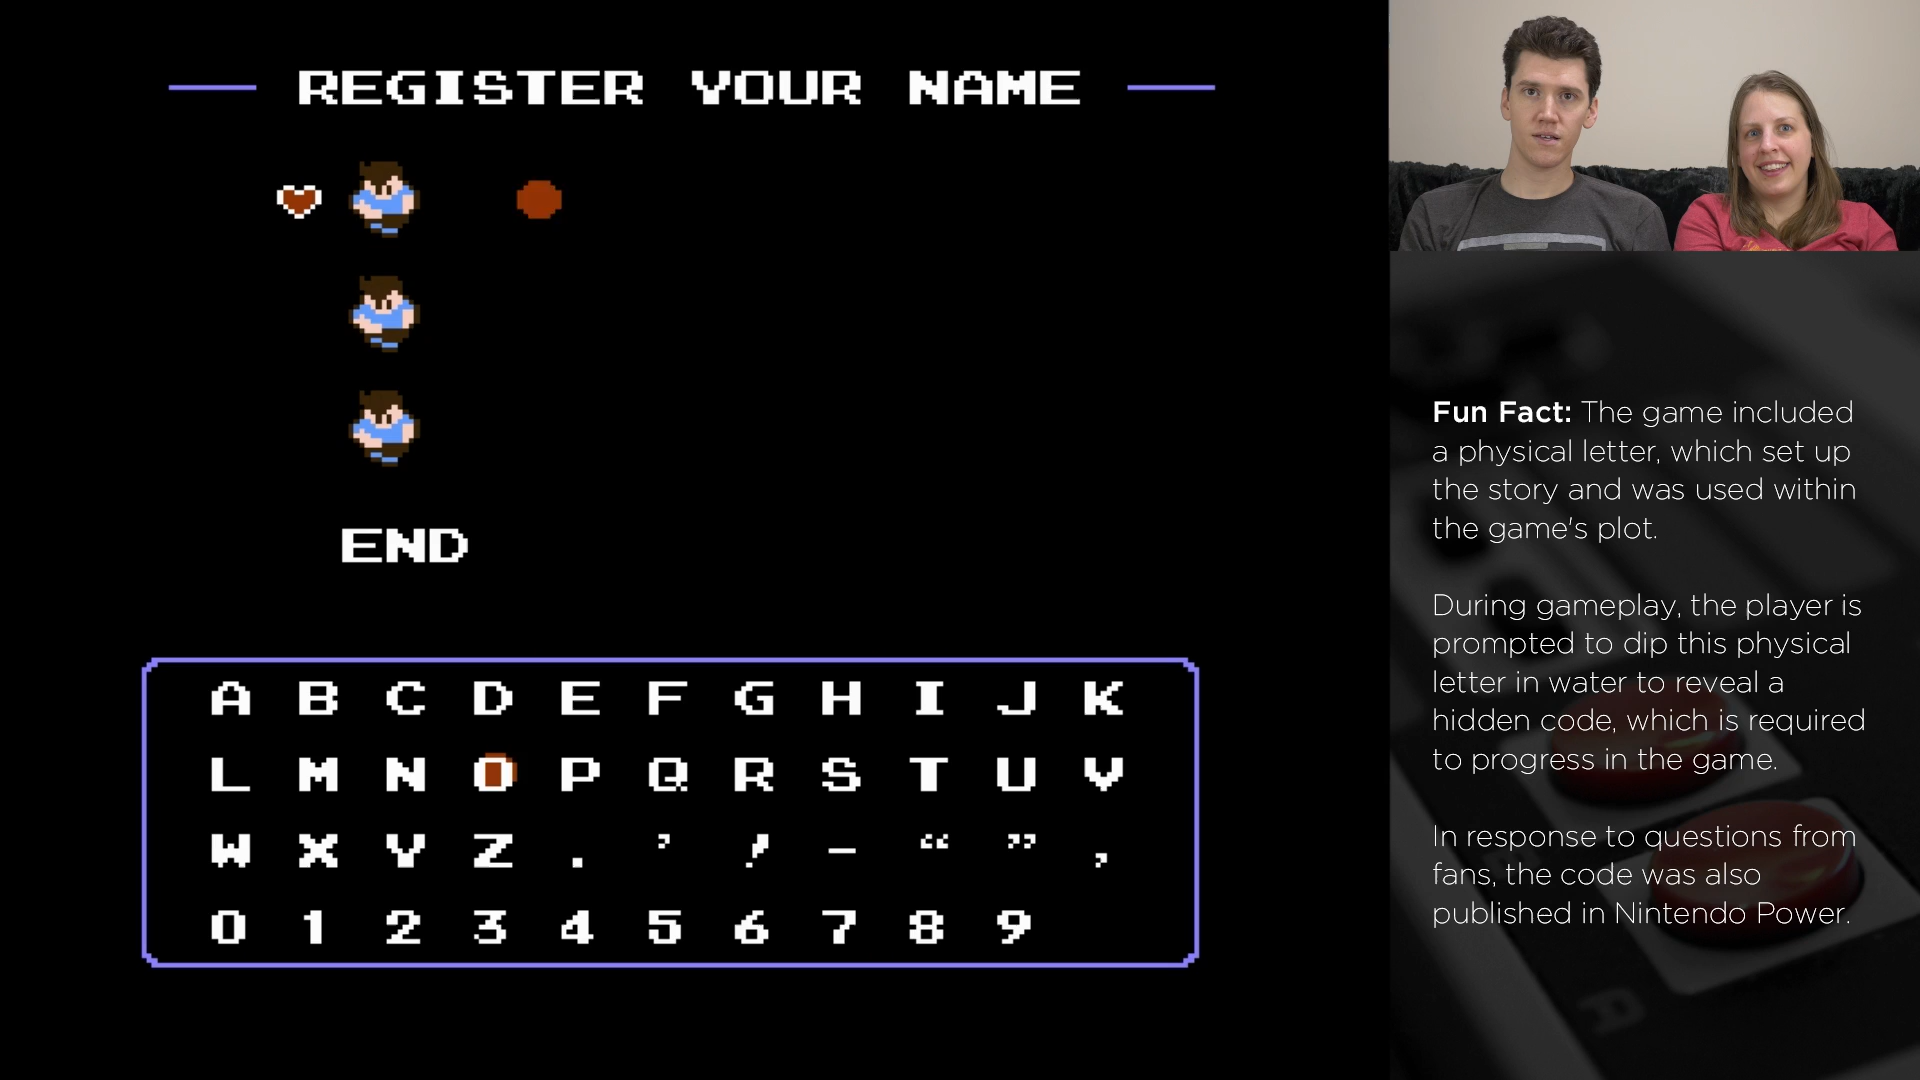 REGISTER YOUR NAME
END
A B C D E F G H I J K
L M N O P Q R S T U V
W X Y Z . ’ ! – “ ” ,
0 1 2 3 4 5 6 7 8 9
Fun Fact: The game included
a physical letter, which set up
the story and was used within
the game's plot.
During gameplay, the player is
prompted to dip this physical
letter in water to reveal a
hidden code, which is required
to progress in the game.
In response to questions from
fans, the code was also
published in Nintendo Power.